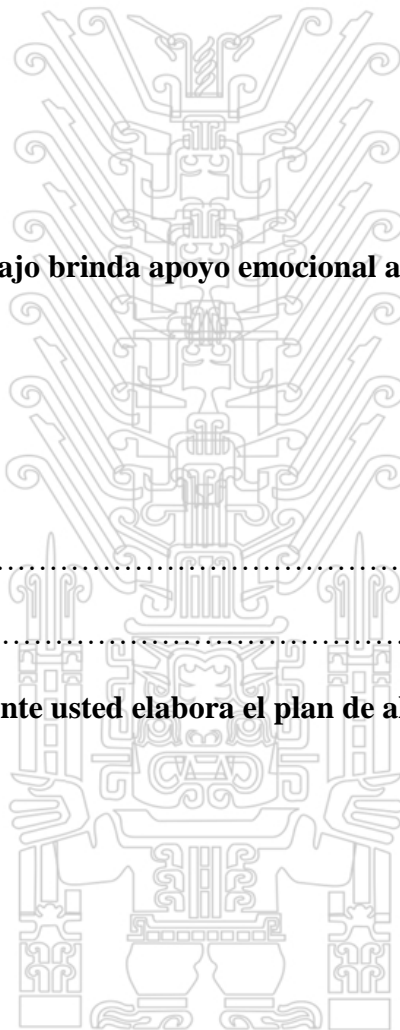 ajo brinda apoyo emocional a
……………………………………
……………………………………
nte usted elabora el plan de al